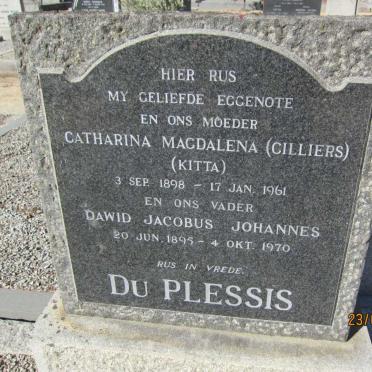 HIER RUS
MY GELIEFDE EGGENOTE
EN ONS MOEDER
CATHARINA MAGDALENA (CILLIERS)
(KITTA)
3 SEP. 1898 – 17 JAN. 1961
EN ONS VADER
DAWID JACOBUS JOHANNES
20 JUN. 1895 – 4 OKT. 1970
RUS IN VREDE.
DU PLESSIS
23/